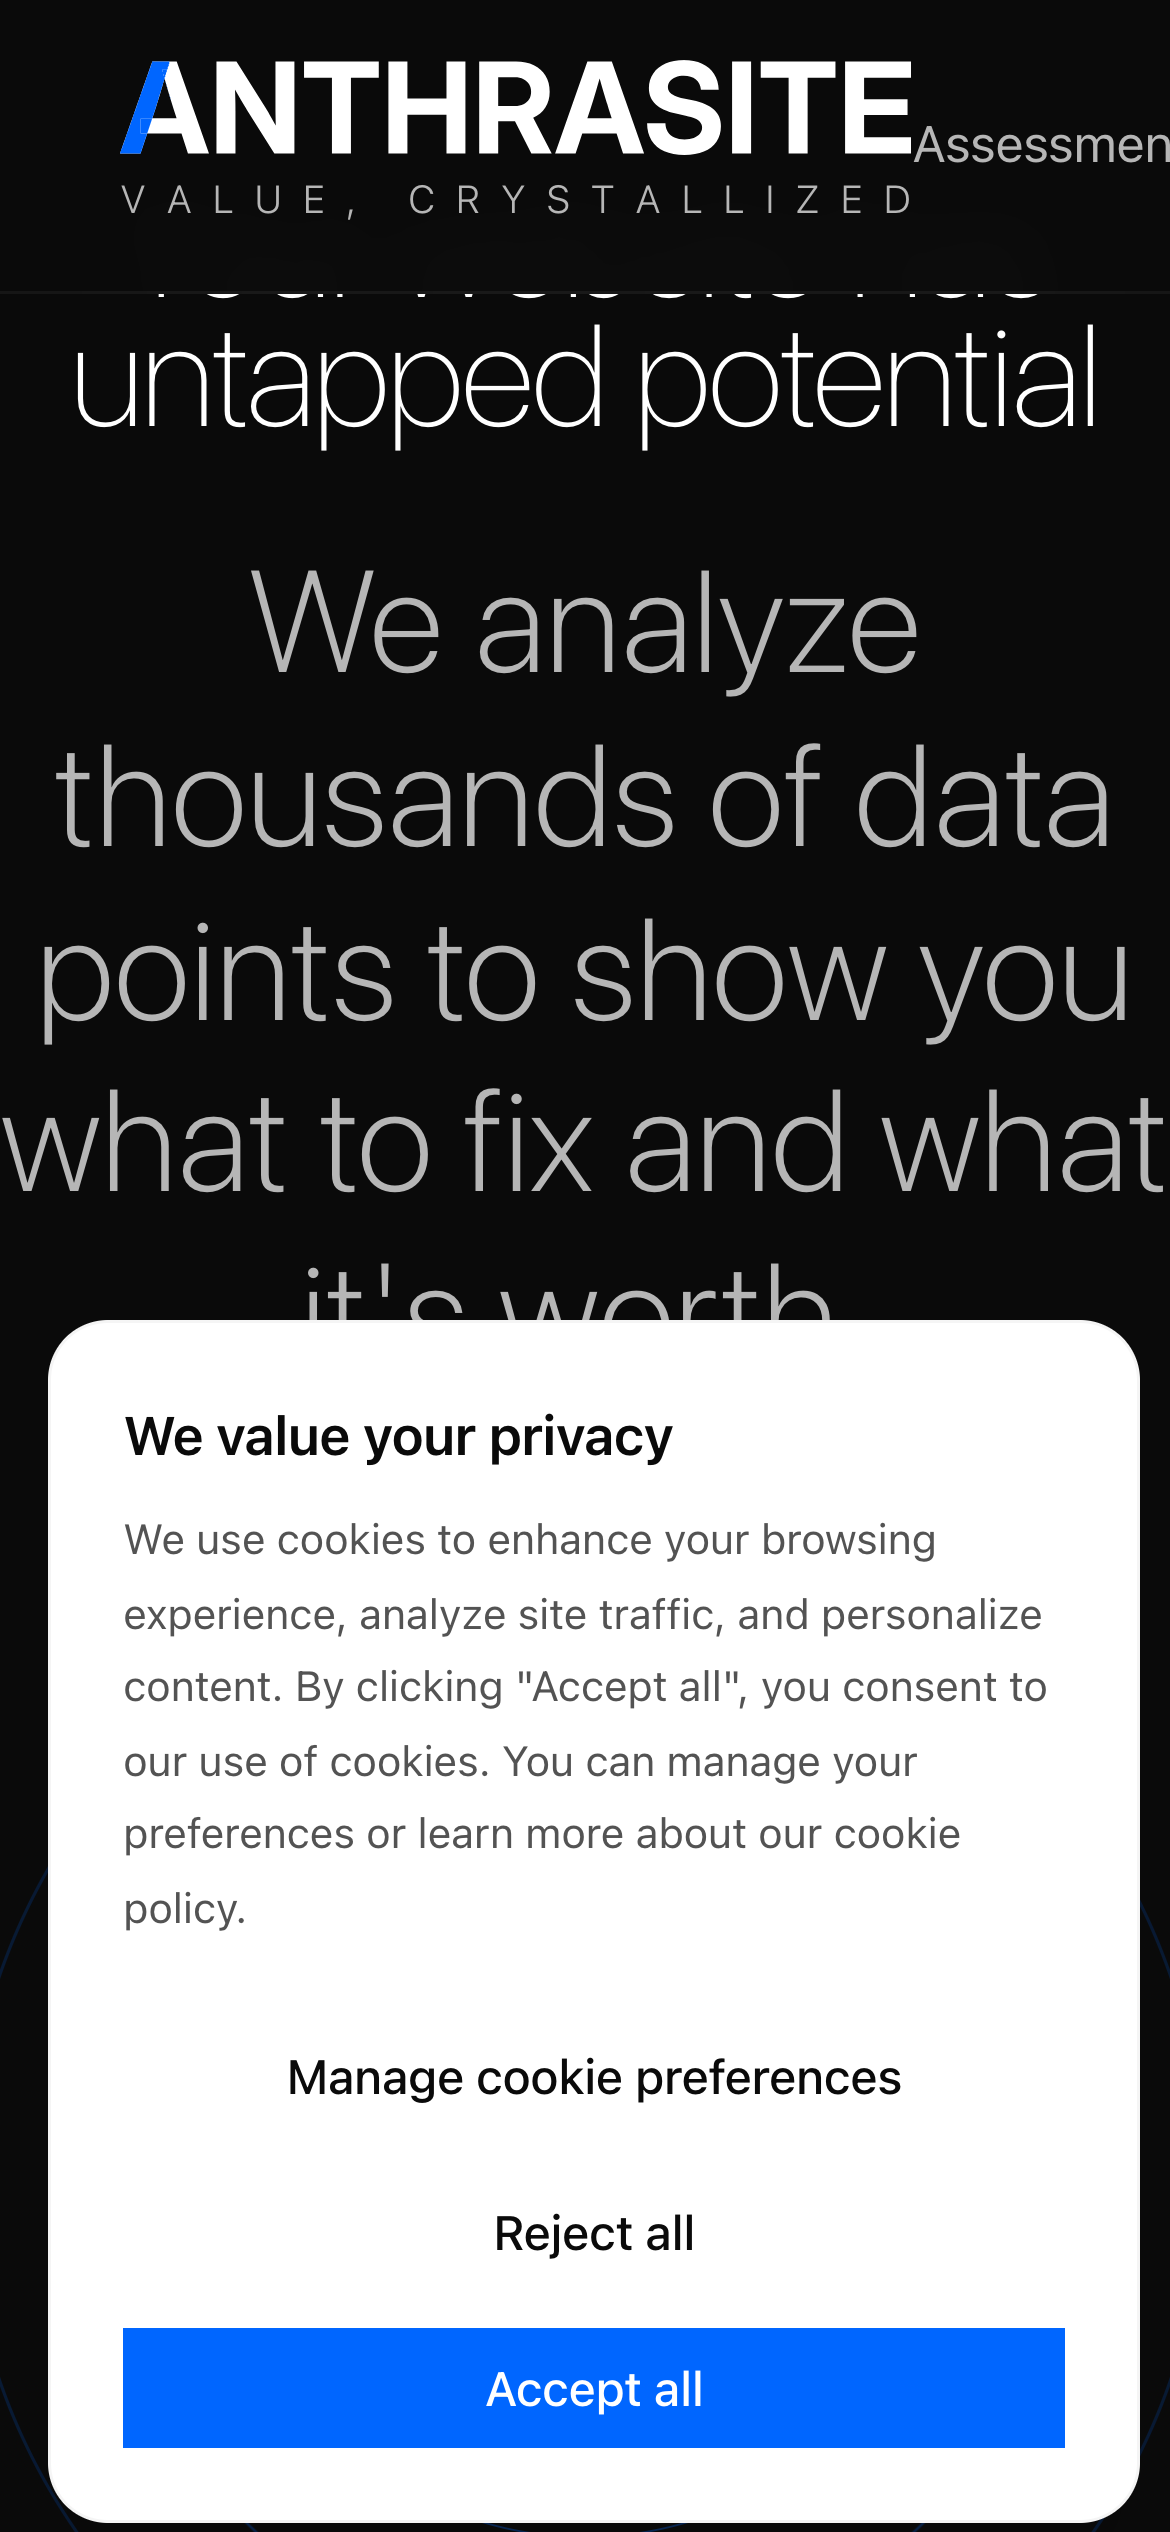 ANTHRASITE
VALUE, CRYSTALLIZED
Assessmen
untapped potential
We analyze
thousands of data
points to show you
what to fix and what
it's worth
We value your privacy
We use cookies to enhance your browsing
experience, analyze site traffic, and personalize
content. By clicking "Accept all", you consent to
our use of cookies. You can manage your
preferences or learn more about our cookie
policy.
Manage cookie preferences
Reject all
Accept all